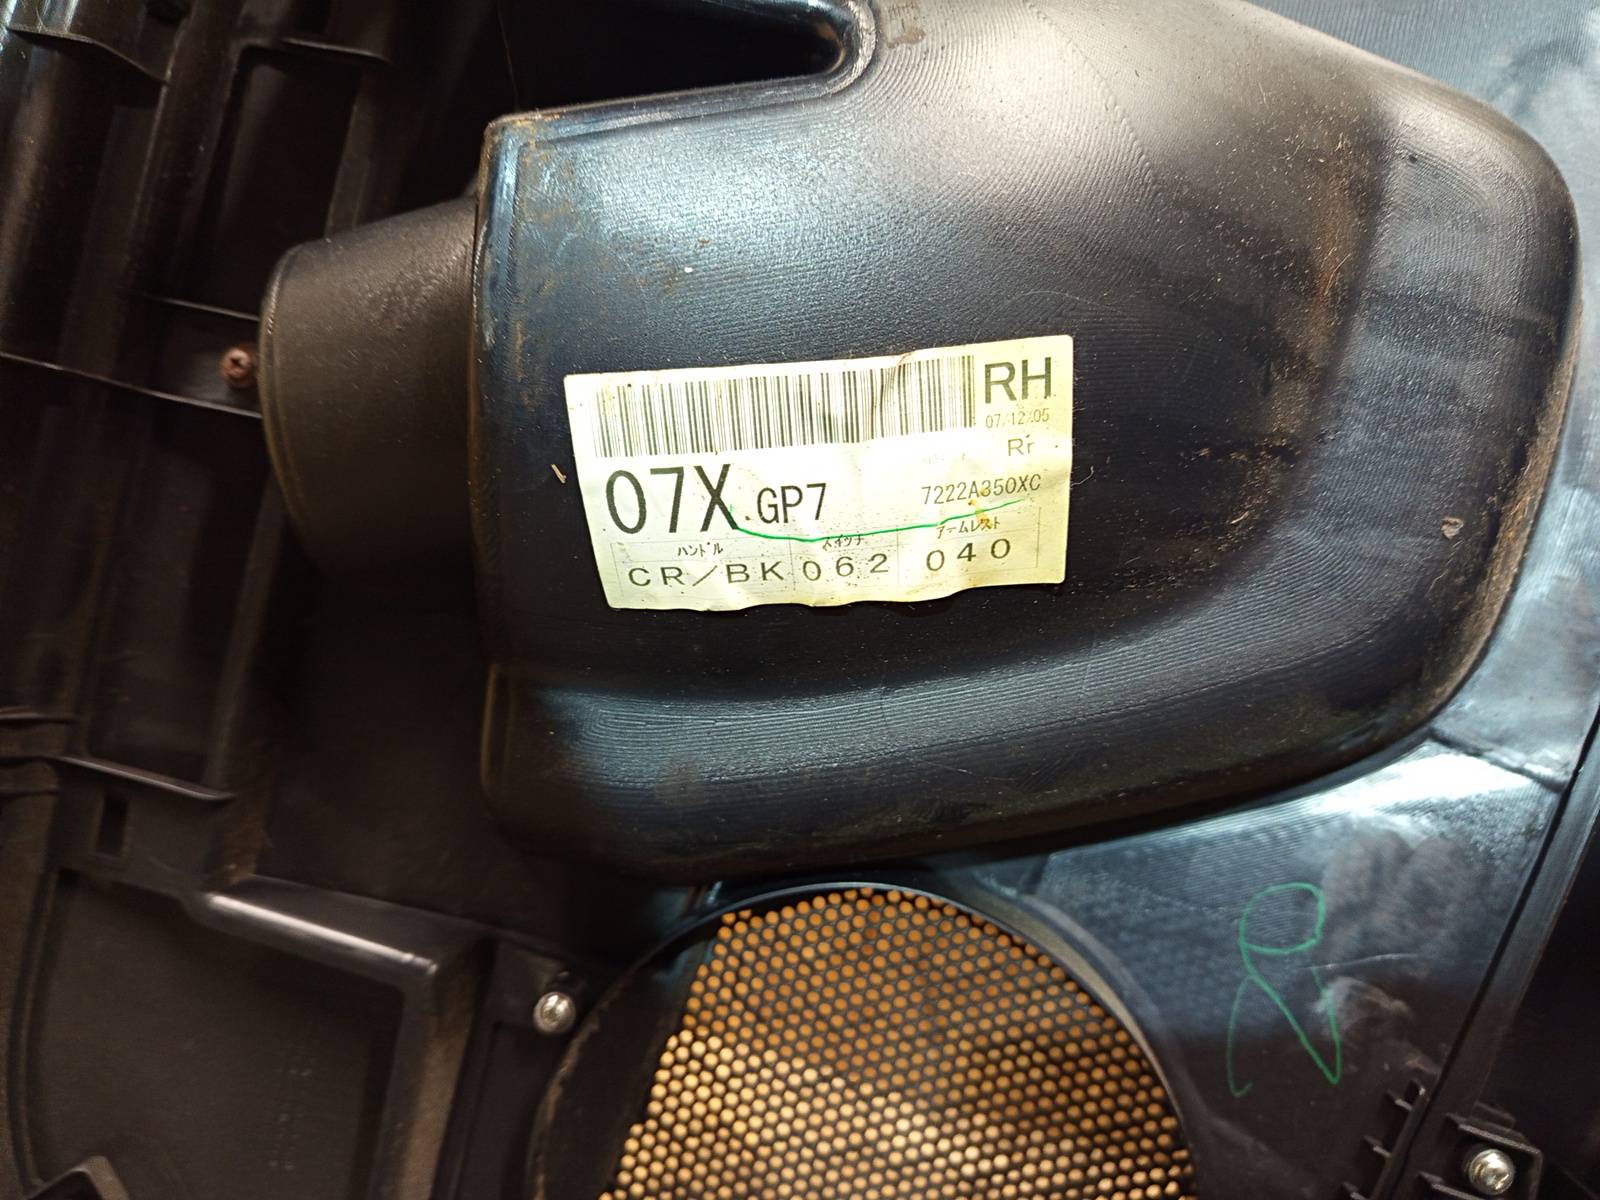 RH
07/12/05
Rr
07X GP7 7222A350XC
ハンドル スイッチ アームレスト
CR/BK 062 040